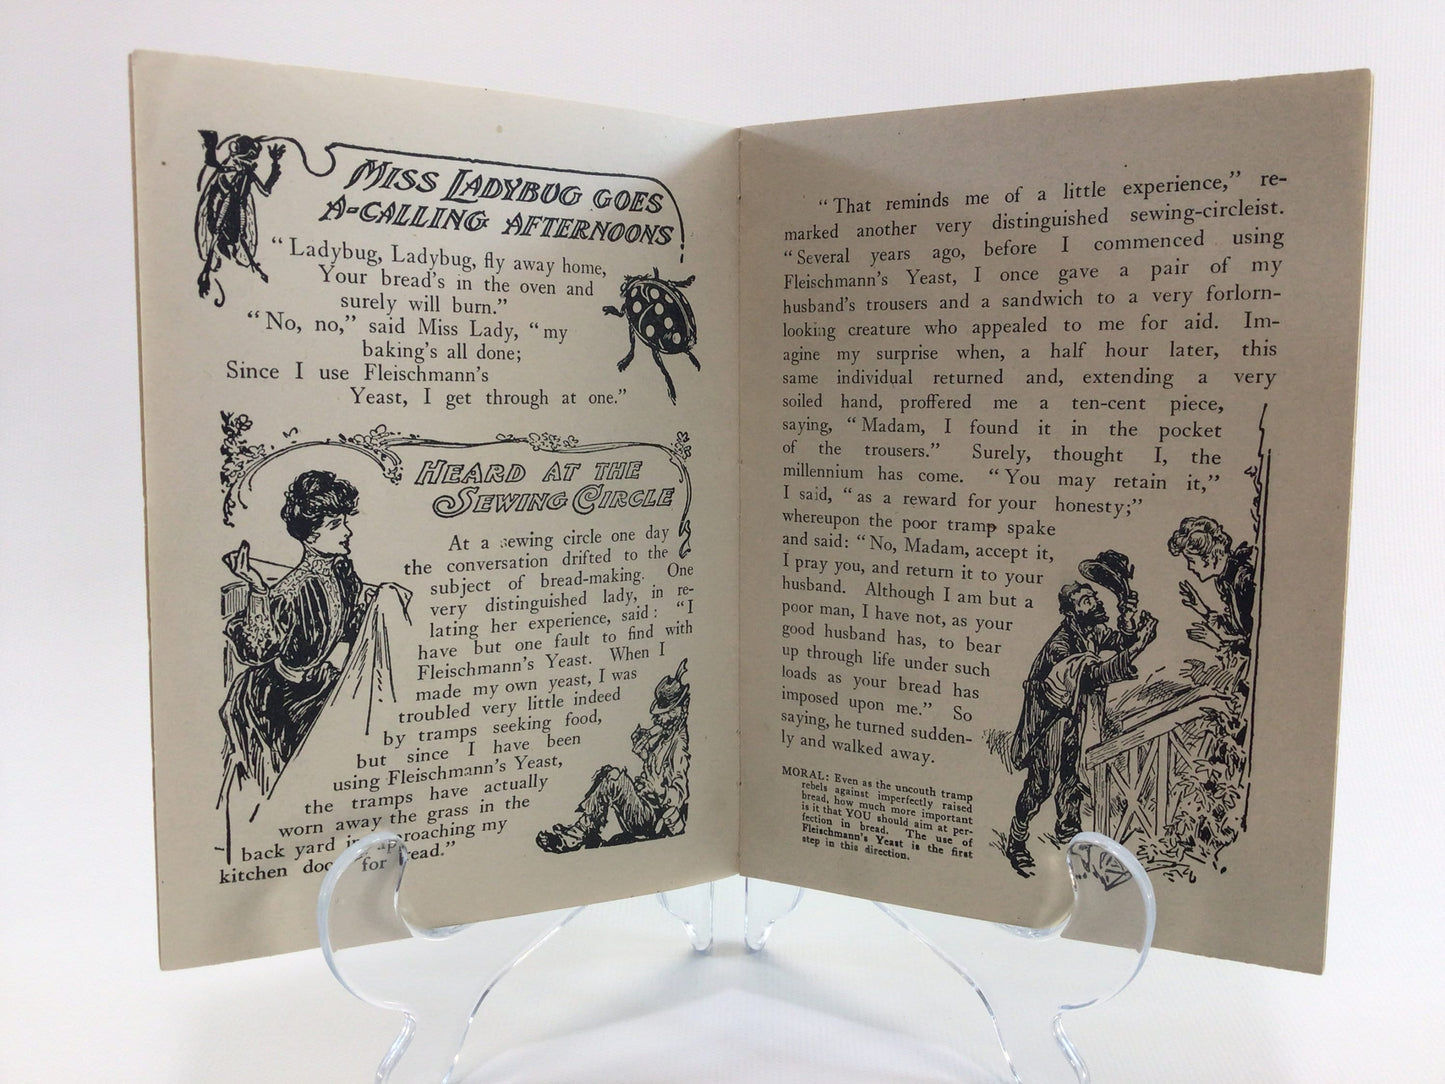 MISS LADYBUG GOES
A-CALLING AFTERNOONS
"Ladybug, Ladybug, fly away home,
Your bread's in the oven and
surely will burn."
"No, no," said Miss Lady, "my
baking's all done;
Since I use Fleischmann's
Yeast, I get through at one."
HEARD AT THE
SEWING CIRCLE
At a sewing circle one day
the conversation drifted to the
subject of bread-making. One
very distinguished lady, in re-
lating her experience, said: "I
have but one fault to find with
Fleischmann's Yeast. When I
made my own yeast, I was
troubled very little indeed
by tramps seeking food,
but since I have been
using Fleischmann's Yeast,
the tramps have actually
worn away the grass in the
back yard in approaching my
kitchen door for bread."
"That reminds me of a little experience," re-
marked another very distinguished sewing-circleist.
"Several years ago, before I commenced using
Fleischmann's Yeast, I once gave a pair of my
husband's trousers and a sandwich to a very forlorn-
looking creature who appealed to me for aid. Im-
agine my surprise when, a half hour later, this
same individual returned and, extending a very
soiled hand, proffered me a ten-cent piece,
saying, "Madam, I found it in the pocket
of the trousers." Surely, thought I, the
millennium has come. "You may retain it,"
I said, "as a reward for your honesty;"
whereupon the poor tramp spake
and said: "No, Madam, accept it,
I pray you, and return it to your
husband. Although I am but a
poor man, I have not, as your
good husband has, to bear
up through life under such
loads as your bread has
imposed upon me." So
saying, he turned sudden-
ly and walked away.
MORAL: Even as the uncouth tramp
rebels against imperfectly raised
bread, how much more important
is it that YOU should aim at per-
fection in bread. The use of
Fleischmann's Yeast is the first
step in this direction.